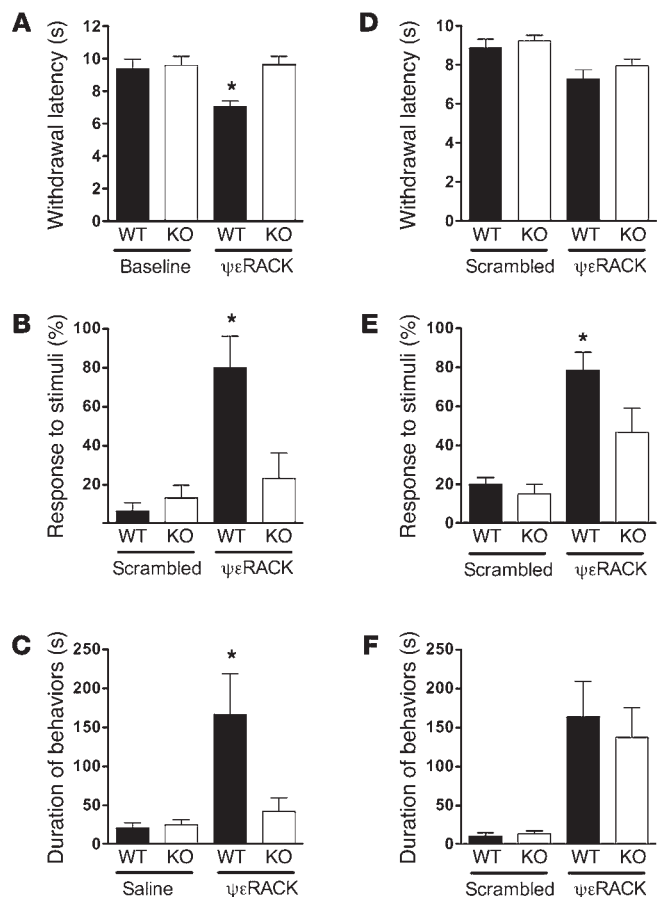 A
Withdrawal latency (s)
12
10
8
6
4
2
0
*
WT KO WT KO
Baseline ψεRACK
D
Withdrawal latency (s)
10
8
6
4
2
0
WT KO WT KO
Scrambled ψεRACK
B
Response to stimuli (%)
100
80
60
40
20
*
WT KO WT KO
Scrambled ψεRACK
E
Response to stimuli (%)
100
80
60
40
20
0
*
WT KO WT KO
Scrambled ψεRACK
C
Duration of behaviors (s)
250
200
150
100
50
0
*
WT KO WT KO
Saline ψεRACK
F
Duration of behaviors (s)
250
200
150
100
50
0
WT KO WT KO
Scrambled ψεRACK